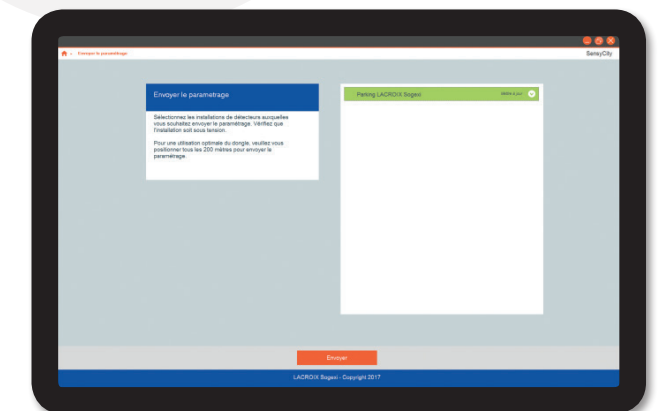 Envoyer le paramétrage
SensyCity
Envoyer le parametrage
Sélectionnez les installations de détecteurs auxquelles
vous souhaitez envoyer le paramétrage. Vérifiez que
l'installation soit sous tension.
Pour une utilisation optimale du dongle, veuillez vous
positionner tous les 200 mètres pour envoyer le
paramétrage.
Parking LACROIX Sogexi
Envoyer
LACROIX Sogexi - Copyright 2017